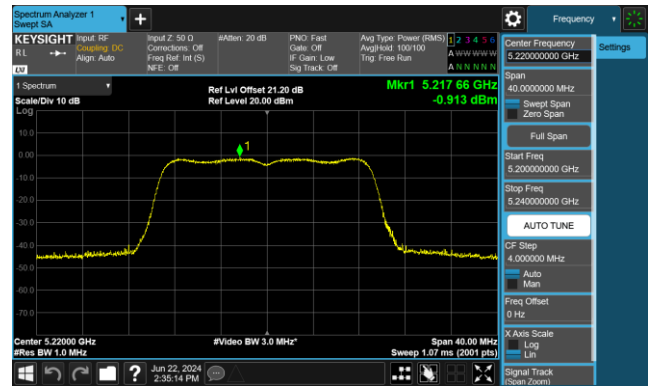 Spectrum Analyzer 1
Swept SA
+
Frequency
KEYSIGHT
RL
LXI
Input: RF
Coupling: DC
Align: Auto
Input Z: 50 Ω
Corrections: Off
Freq Ref: Int (S)
NFE: Off
#Atten: 20 dB
PNO: Fast
Gate: Off
IF Gain: Low
Sig Track: Off
Avg Type: Power (RMS)
Avg|Hold: 100/100
Trig: Free Run
1 2 3 4 5 6
A W W W W W
A N N N N N
1 Spectrum
Scale/Div 10 dB
Ref Lvl Offset 21.20 dB
Ref Level 20.00 dBm
Mkr1 5.217 66 GHz
-0.913 dBm
Log
10.0
0.00
-10.0
-20.0
-30.0
-40.0
-50.0
-60.0
-70.0
1
Center 5.22000 GHz
#Res BW 1.0 MHz
#Video BW 3.0 MHz*
Span 40.00 MHz
Sweep 1.07 ms (2001 pts)
Center Frequency
5.220000000 GHz
Span
40.0000000 MHz
Swept Span
Zero Span
Full Span
Start Freq
5.200000000 GHz
Stop Freq
5.240000000 GHz
AUTO TUNE
CF Step
4.000000 MHz
Auto
Man
Freq Offset
0 Hz
X Axis Scale
Log
Lin
Signal Track
(Span Zoom)
Settings
?
Jun 22, 2024
2:35:14 PM